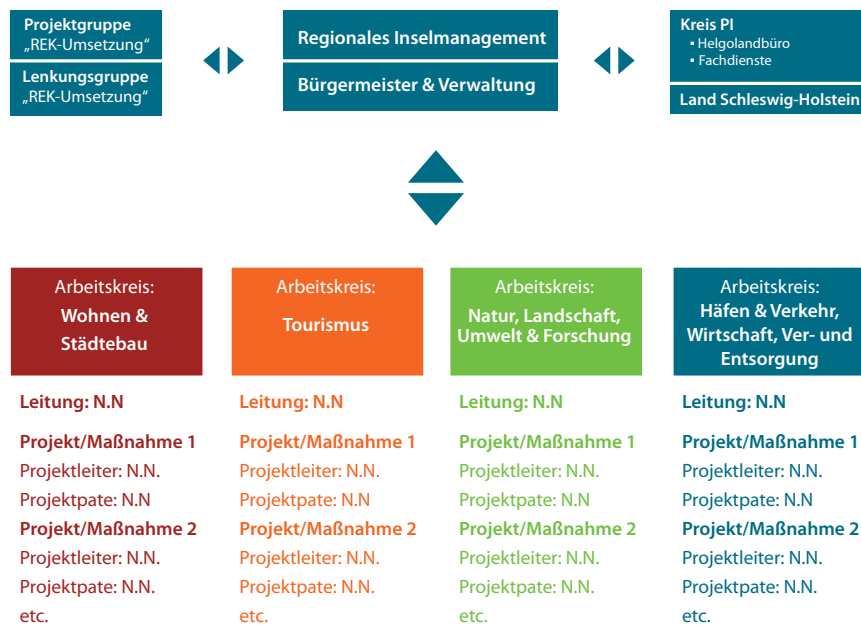 Projektgruppe
„REK-Umsetzung“
Lenkungsgruppe
„REK-Umsetzung“
Regionales Inselmanagement
Bürgermeister & Verwaltung
Kreis PI
▪ Helgolandbüro
▪ Fachdienste
Land Schleswig-Holstein
Arbeitskreis:
Wohnen &
Städtebau
Leitung: N.N
Projekt/Maßnahme 1
Projektleiter: N.N.
Projektpate: N.N
Projekt/Maßnahme 2
Projektleiter: N.N.
Projektpate: N.N.
etc.
Arbeitskreis:
Tourismus
Leitung: N.N
Projekt/Maßnahme 1
Projektleiter: N.N.
Projektpate: N.N
Projekt/Maßnahme 2
Projektleiter: N.N.
Projektpate: N.N.
etc.
Arbeitskreis:
Natur, Landschaft,
Umwelt & Forschung
Leitung: N.N
Projekt/Maßnahme 1
Projektleiter: N.N.
Projektpate: N.N
Projekt/Maßnahme 2
Projektleiter: N.N.
Projektpate: N.N.
etc.
Arbeitskreis:
Häfen & Verkehr,
Wirtschaft, Ver- und
Entsorgung
Leitung: N.N
Projekt/Maßnahme 1
Projektleiter: N.N.
Projektpate: N.N
Projekt/Maßnahme 2
Projektleiter: N.N.
Projektpate: N.N.
etc.